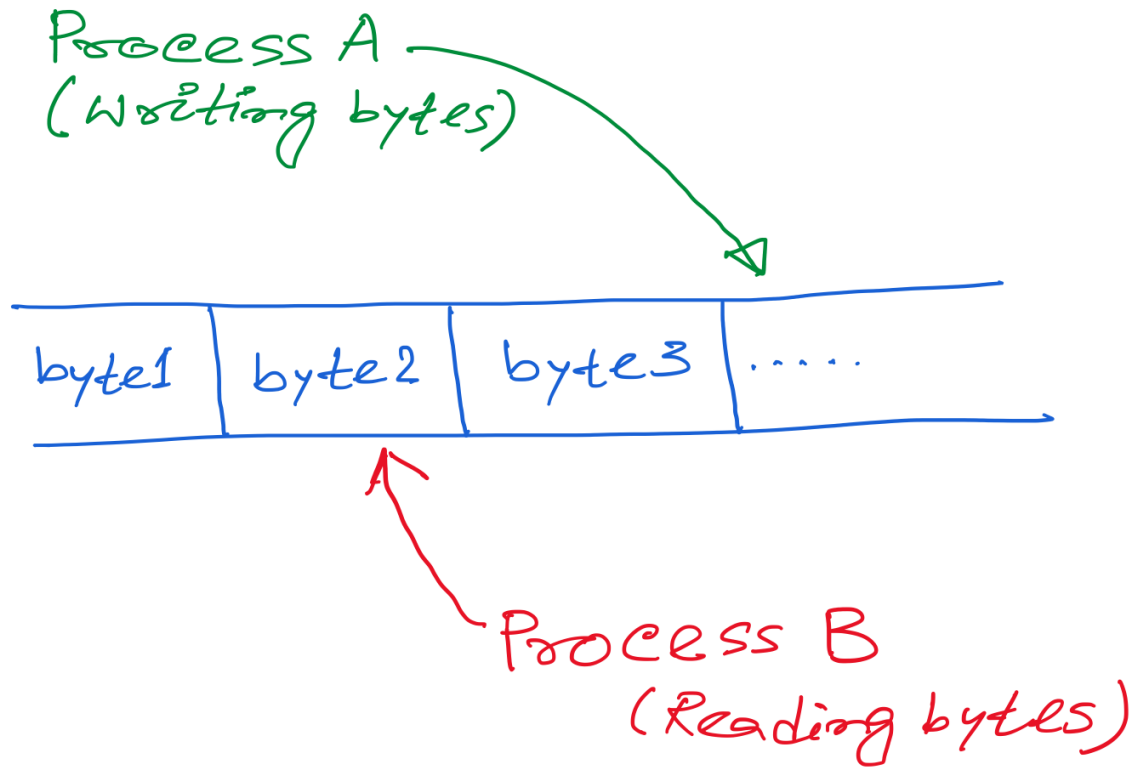 Process A
(Writing bytes)
byte1 byte2 byte3 .....
Process B
(Reading bytes)